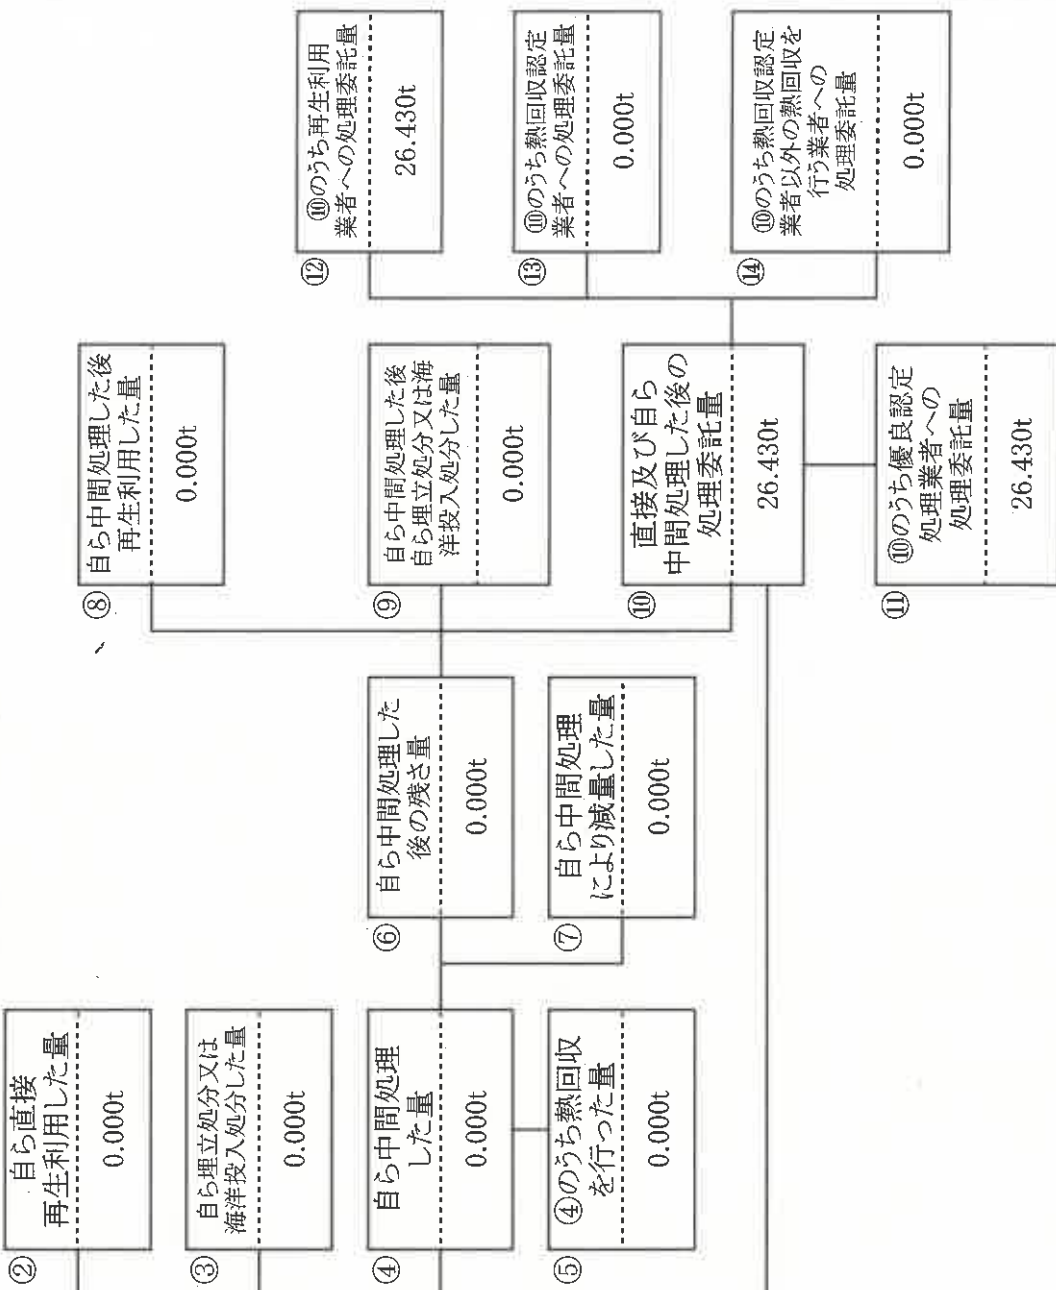 ②
自ら直接
再生利用した量
0.000t
③
自ら埋立処分又は
海洋投入処分した量
0.000t
④
自ら中間処理
した量
0.000t
⑤
④のうち熱回収
を行った量
0.000t
⑥
自ら中間処理した
後の残さ量
0.000t
⑦
自ら中間処理
により減量した量
0.000t
⑧
自ら中間処理した後
再生利用した量
0.000t
⑨
自ら中間処理した後
自ら埋立処分又は海
洋投入処分した量
0.000t
⑩
直接及び自ら
中間処理した後の
処理委託量
26.430t
⑪
⑩のうち優良認定
処理業者への
処理委託量
26.430t
⑫
⑩のうち再生利用
業者への処理委託量
26.430t
⑬
⑩のうち熱回収認定
業者への処理委託量
0.000t
⑭
⑩のうち熱回収認定
業者以外の熱回収を
行う業者への
処理委託量
0.000t